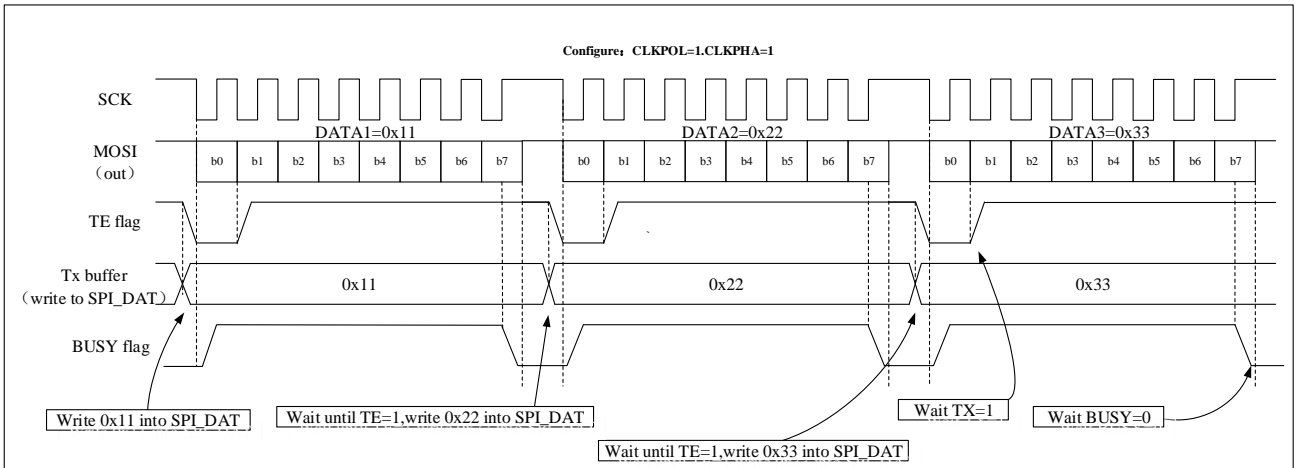 Configure：CLKPOL=1.CLKPHA=1
SCK
DATA1=0x11 DATA2=0x22 DATA3=0x33
MOSI
（out）
b0 b1 b2 b3 b4 b5 b6 b7 b0 b1 b2 b3 b4 b5 b6 b7 b0 b1 b2 b3 b4 b5 b6 b7
TE flag
Tx buffer
（write to SPI_DAT）
0x11 0x22 0x33
BUSY flag
Write 0x11 into SPI_DAT
Wait until TE=1,write 0x22 into SPI_DAT
Wait TX=1
Wait BUSY=0
Wait until TE=1,write 0x33 into SPI_DAT